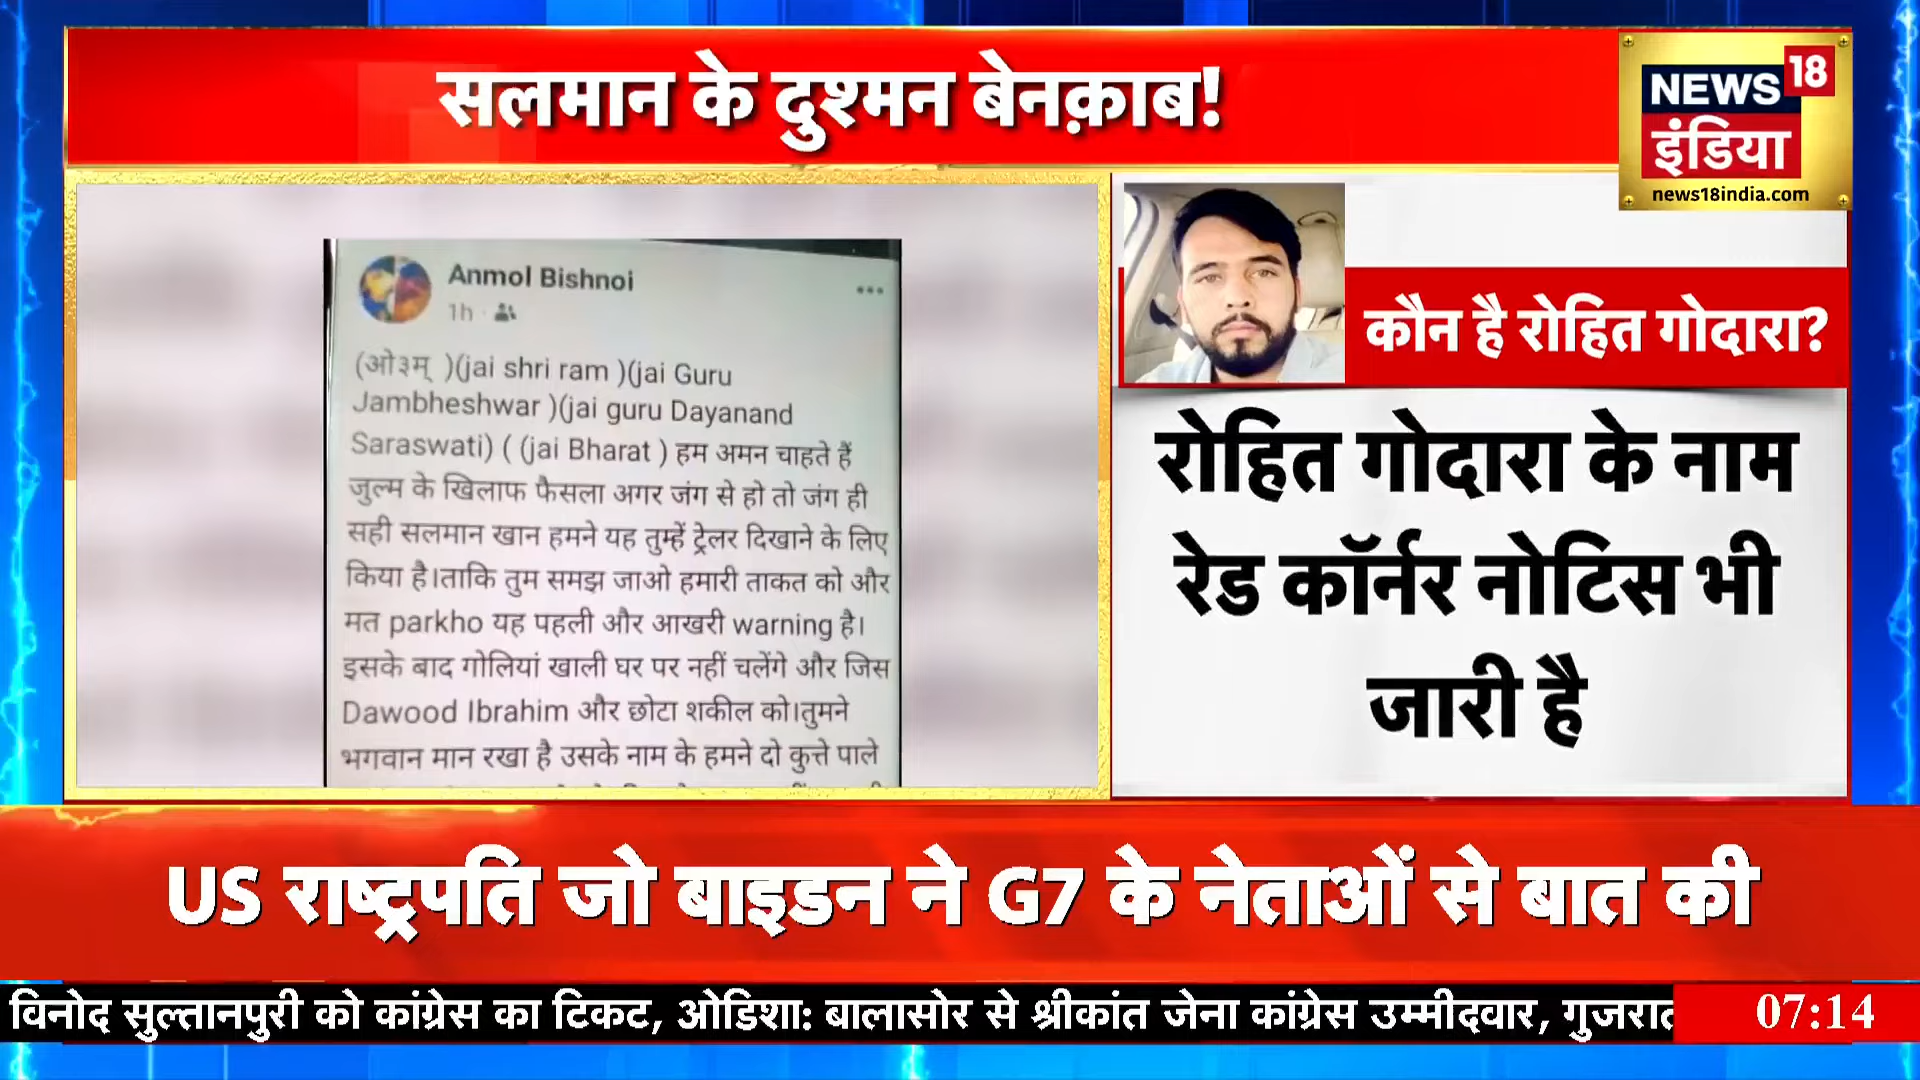 सलमान के दुश्मन बेनक़ाब!
NEWS 18
इंडिया
news18india.com
Anmol Bishnoi
1h
(ओ३म् )(jai shri ram )(jai Guru
Jambheshwar )(jai guru Dayanand
Saraswati) ( (jai Bharat ) हम अमन चाहते हैं
जुल्म के खिलाफ फैसला अगर जंग से हो तो जंग ही
सही सलमान खान हमने यह तुम्हें ट्रेलर दिखाने के लिए
किया है।ताकि तुम समझ जाओ हमारी ताकत को और
मत parkho यह पहली और आखरी warning है।
इसके बाद गोलियां खाली घर पर नहीं चलेंगे और जिस
Dawood Ibrahim और छोटा शकील को।तुमने
भगवान मान रखा है उसके नाम के हमने दो कुत्ते पाले
कौन है रोहित गोदारा?
रोहित गोदारा के नाम
रेड कॉर्नर नोटिस भी
जारी है
US राष्ट्रपति जो बाइडन ने G7 के नेताओं से बात की
विनोद सुल्तानपुरी को कांग्रेस का टिकट, ओडिशा: बालासोर से श्रीकांत जेना कांग्रेस उम्मीदवार, गुजरात
07:14